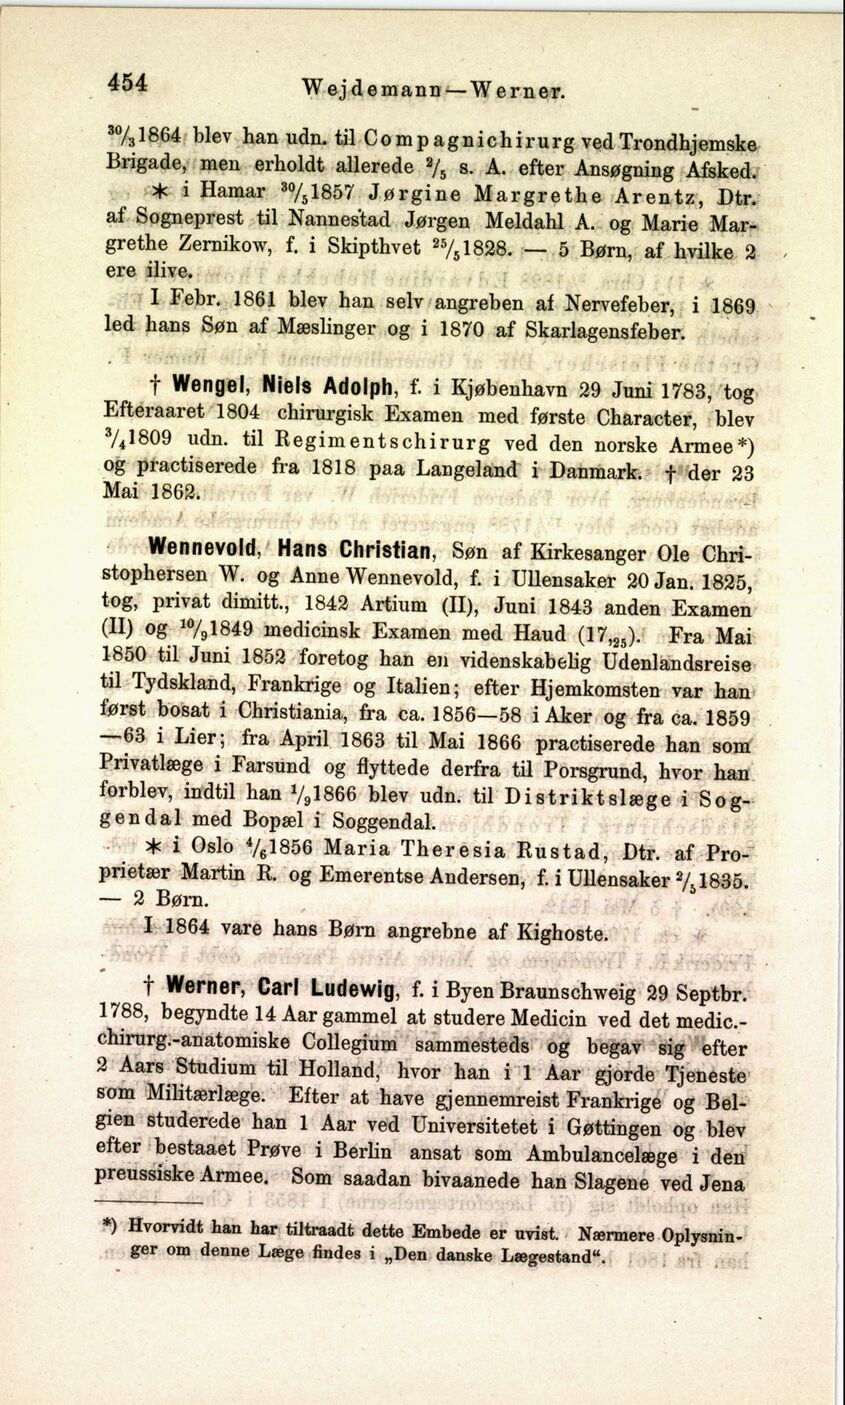 454 Wejdemann—Werner.
³⁰/₃1864 blev han udn. til Compagnichirurg ved Trondhjemske
Brigade, men erholdt allerede ²/₅ s. A. efter Ansøgning Afsked.
⚹ i Hamar ³⁰/₅1857 Jørgine Margrethe Arentz, Dtr.
af Sogneprest til Nannestad Jørgen Meldahl A. og Marie Mar-
grethe Zernikow, f. i Skipthvet ²⁵/₅1828. — 5 Børn, af hvilke 2
ere ilive.
I Febr. 1861 blev han selv angreben af Nervefeber, i 1869
led hans Søn af Mæslinger og i 1870 af Skarlagensfeber.
† Wengel, Niels Adolph, f. i Kjøbenhavn 29 Juni 1783, tog
Efteraaret 1804 chirurgisk Examen med første Character, blev
³/₄1809 udn. til Regimentschirurg ved den norske Armee*)
og practiserede fra 1818 paa Langeland i Danmark. † der 23
Mai 1862.
Wennevold, Hans Christian, Søn af Kirkesanger Ole Chri-
stophersen W. og Anne Wennevold, f. i Ullensaker 20 Jan. 1825,
tog, privat dimitt., 1842 Artium (II), Juni 1843 anden Examen
(II) og ¹⁰/₉1849 medicinsk Examen med Haud (17,₂₅). Fra Mai
1850 til Juni 1852 foretog han en videnskabelig Udenlandsreise
til Tydskland, Frankrige og Italien; efter Hjemkomsten var han
først bosat i Christiania, fra ca. 1856—58 i Aker og fra ca. 1859
—63 i Lier; fra April 1863 til Mai 1866 practiserede han som
Privatlæge i Farsund og flyttede derfra til Porsgrund, hvor han
forblev, indtil han ¹/₉1866 blev udn. til Distriktslæge i Sog-
gendal med Bopæl i Soggendal.
⚹ i Oslo ⁴/₆1856 Maria Theresia Rustad, Dtr. af Pro-
prietær Martin R. og Emerentse Andersen, f. i Ullensaker ²/₅1835.
— 2 Børn.
I 1864 vare hans Børn angrebne af Kighoste.
† Werner, Carl Ludewig, f. i Byen Braunschweig 29 Septbr.
1788, begyndte 14 Aar gammel at studere Medicin ved det medic.-
chirurg.-anatomiske Collegium sammesteds og begav sig efter
2 Aars Studium til Holland, hvor han i 1 Aar gjorde Tjeneste
som Militærlæge. Efter at have gjennemreist Frankrige og Bel-
gien studerede han 1 Aar ved Universitetet i Gøttingen og blev
efter bestaaet Prøve i Berlin ansat som Ambulancelæge i den
preussiske Armee. Som saadan bivaanede han Slagene ved Jena
*) Hvorvidt han har tiltraadt dette Embede er uvist. Nærmere Oplysnin-
ger om denne Læge findes i „Den danske Lægestand“.